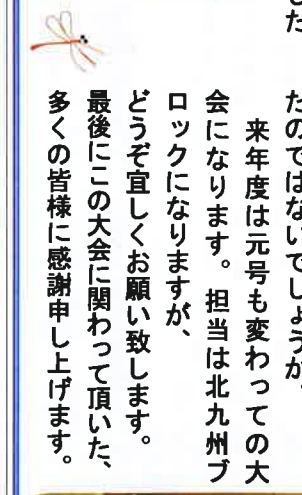 た
たのではないでしょうか。
来年度は元号も変わっての大
会になります。担当は北九州ブ
ロックになりますが、
どうぞ宜しくお願い致します。
最後にこの大会に関わって頂いた、
多くの皆様に感謝申し上げます。